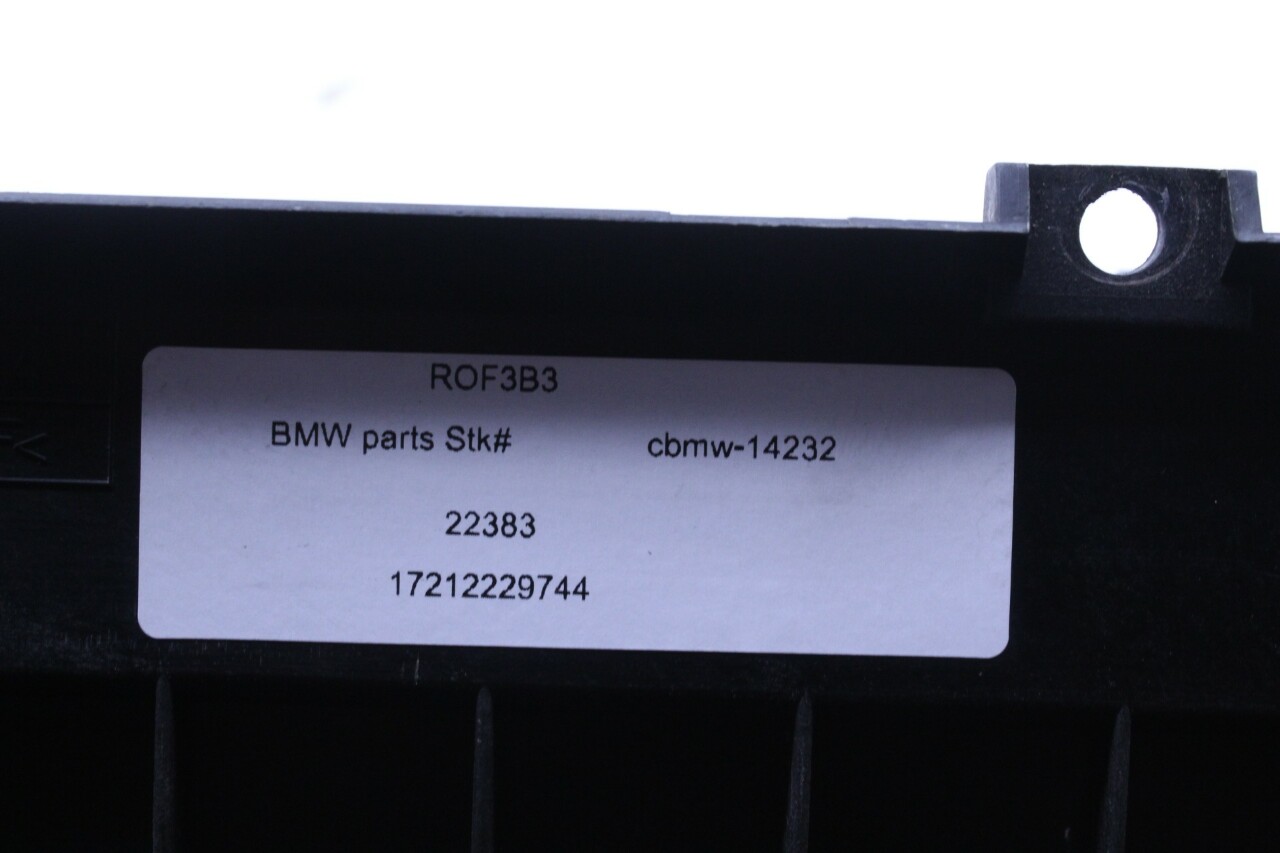 ROF3B3
BMW parts Stk# cbmw-14232
22383
17212229744